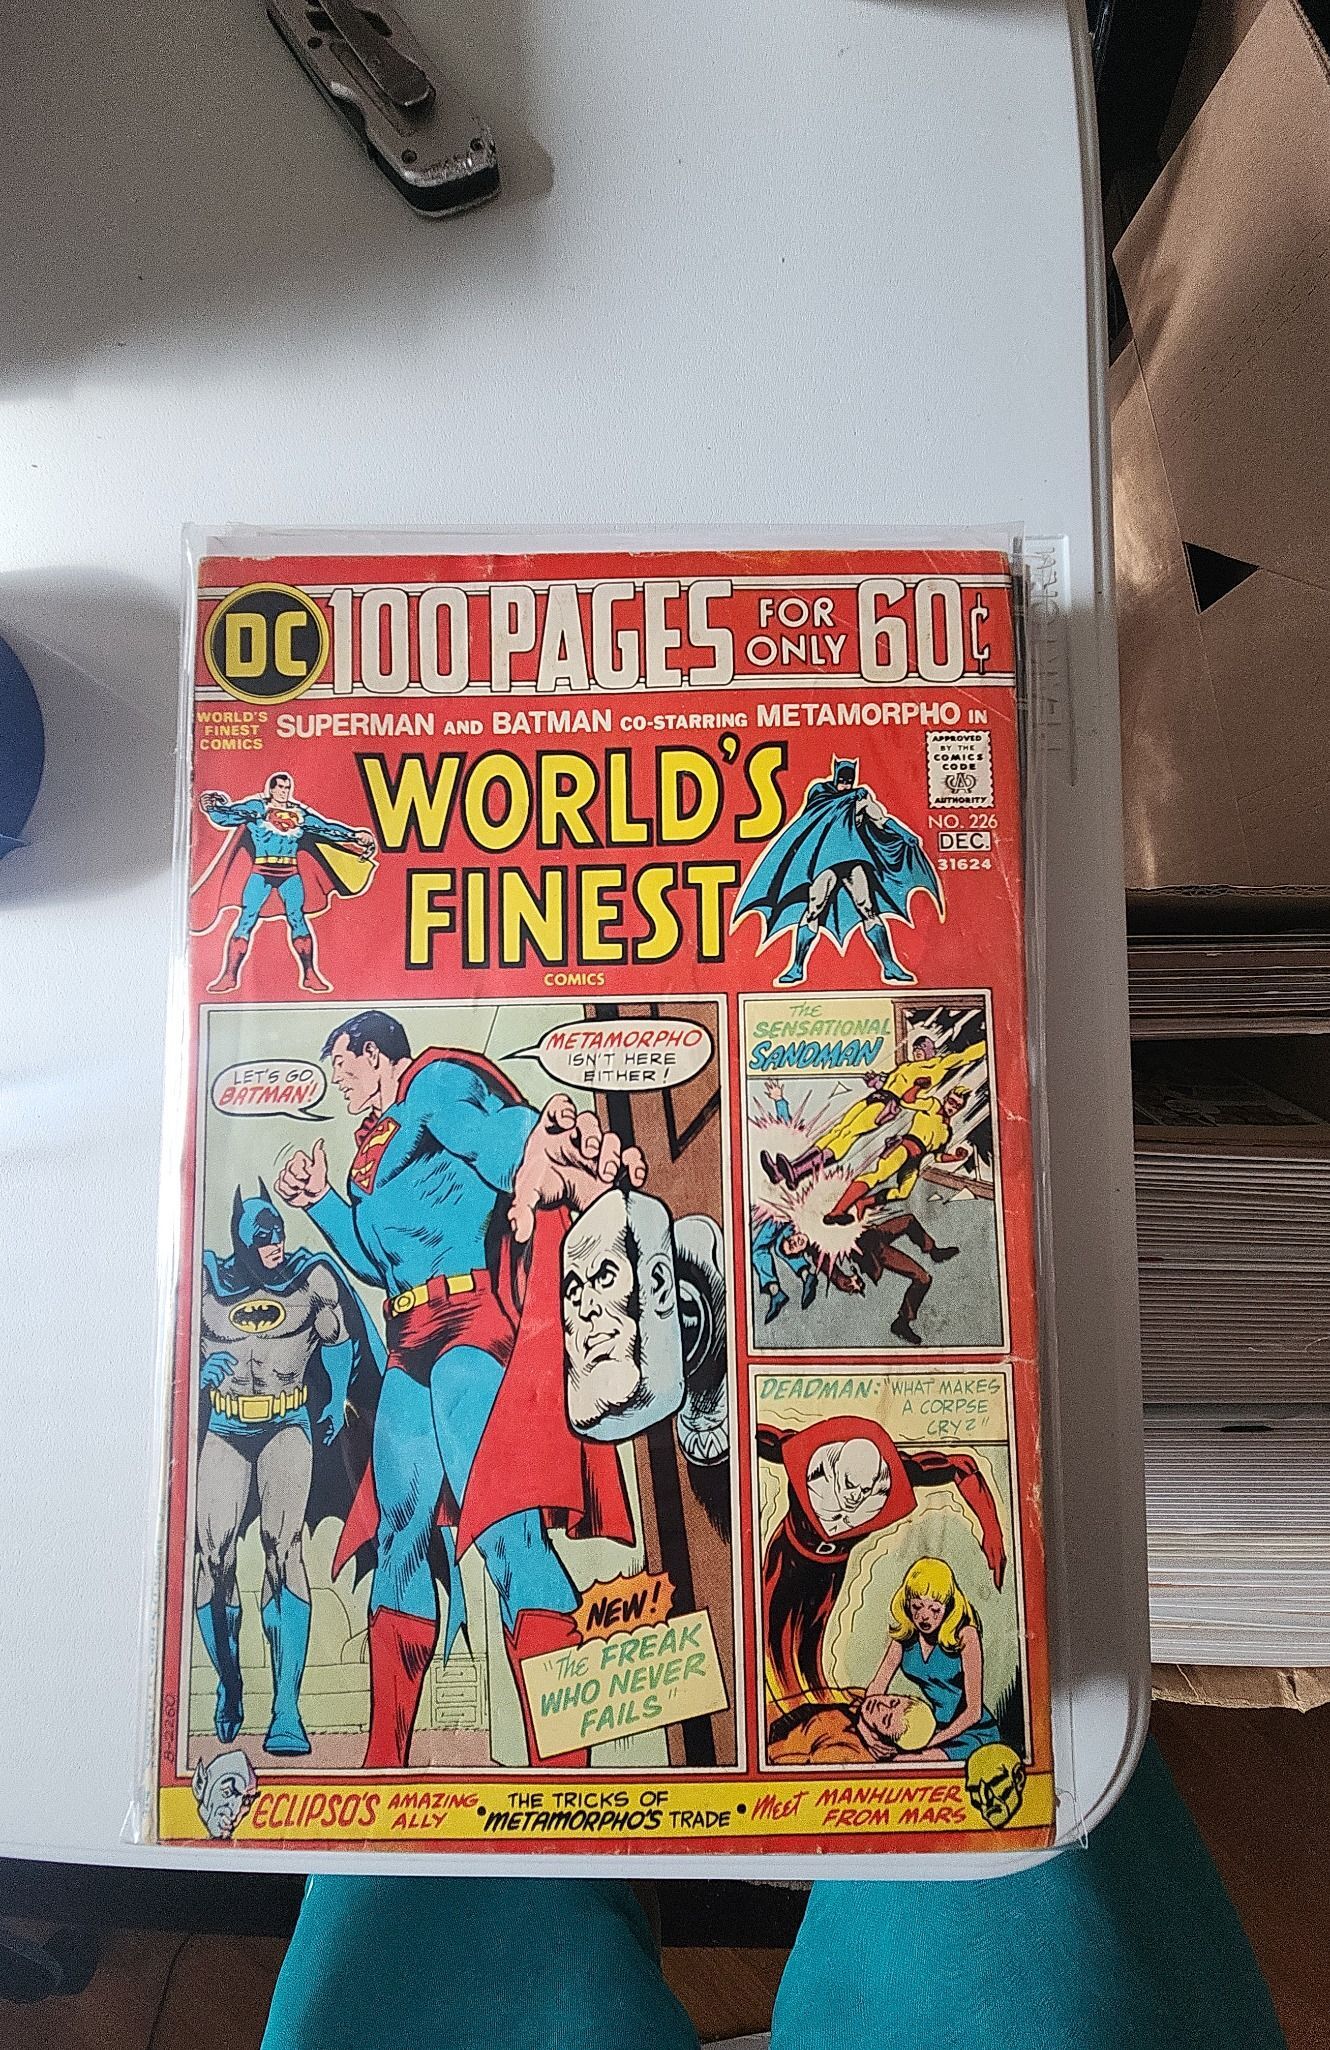 DC
100 PAGES FOR ONLY 60¢
WORLD'S
FINEST
COMICS
SUPERMAN AND BATMAN CO-STARRING METAMORPHO IN
WORLD'S
FINEST
COMICS
APPROVED
BY THE
COMICS
CODE
CA
AUTHORITY
NO. 226
DEC.
31624
LET'S GO,
BATMAN!
METAMORPHO
ISN'T HERE
EITHER!
NEW!
"The FREAK
WHO NEVER
FAILS"
THE
SENSATIONAL
SANDMAN
DEADMAN: "WHAT MAKES
A CORPSE
CRY?"
D
ECLIPSO'S AMAZING ALLY • THE TRICKS OF METAMORPHO'S TRADE • Meet MANHUNTER FROM MARS